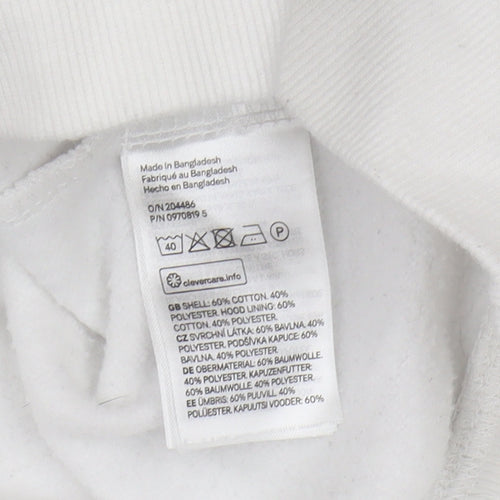 Made in Bangladesh
Fabriqué au Bangladesh
Hecho en Bangladesh
O/N 204486
P/N 0970819 5
40 P
clevercare.info
GB SHELL: 60% COTTON. 40%
POLYESTER. HOOD LINING: 60%
COTTON. 40% POLYESTER
CZ SVRCHNÍ LÁTKA: 60% BAVLNA. 40%
POLYESTER. PODŠÍVKA KAPUCE: 60%
BAVLNA. 40% POLYESTER
DE OBERMATERIAL: 60% BAUMWOLLE.
40% POLYESTER. KAPUZENFUTTER:
60% BAUMWOLLE 40% POLYESTER.
EE ÜMBRIS: 60% PUUVILL. 40%
POLÜESTER. KAPUUTSI VOODER: 60%